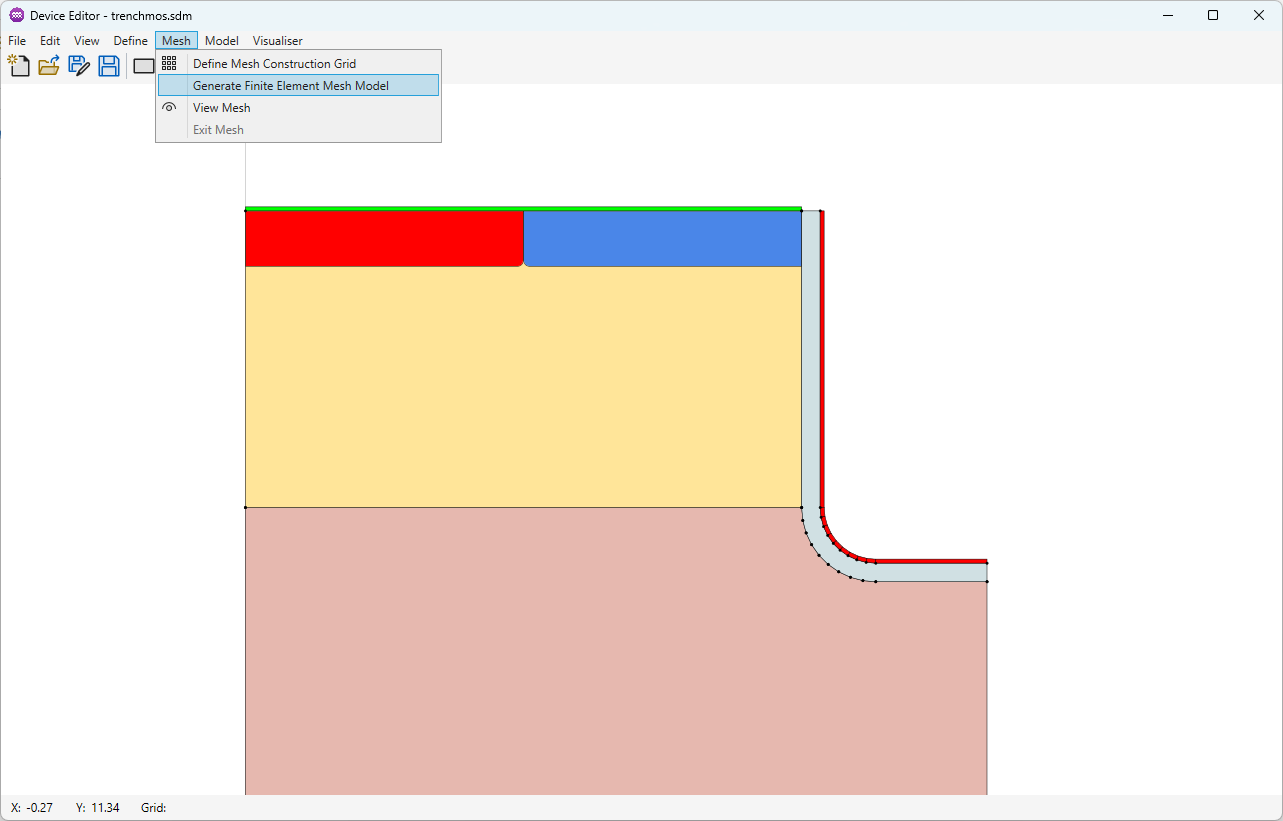 Device Editor - trenchmos.sdm
File Edit View Define Mesh Model Visualiser
Define Mesh Construction Grid
Generate Finite Element Mesh Model
View Mesh
Exit Mesh
X: -0.27 Y: 11.34 Grid: